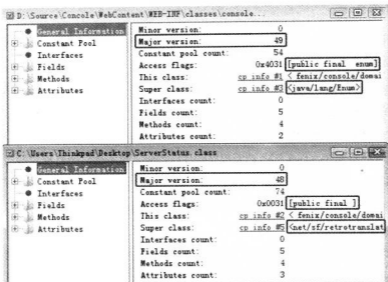 D:\Source\Concole\WebContent\WEB-INF\classes\console...
General Information
Constant Pool
Interfaces
Fields
Methods
Attributes
Minor version: 0
Major version: 49
Constant pool count: 54
Access flags: 0x4031 [public final enum]
This class: cp info #1 < fenix/console/domai
Super class: cp info #3 <java/lang/Enum>
Interfaces count: 0
Fields count: 5
Methods count: 4
Attributes count: 2
C:\Users\Thinkpad\Desktop\ServerStatus.class
General Information
Constant Pool
Interfaces
Fields
Methods
Attributes
Minor version: 0
Major version: 48
Constant pool count: 74
Access flags: 0x0031 [public final ]
This class: cp info #2 < fenix/console/domai
Super class: cp info #5 <net/sf/retrotranslat
Interfaces count: 0
Fields count: 5
Methods count: 4
Attributes count: 3